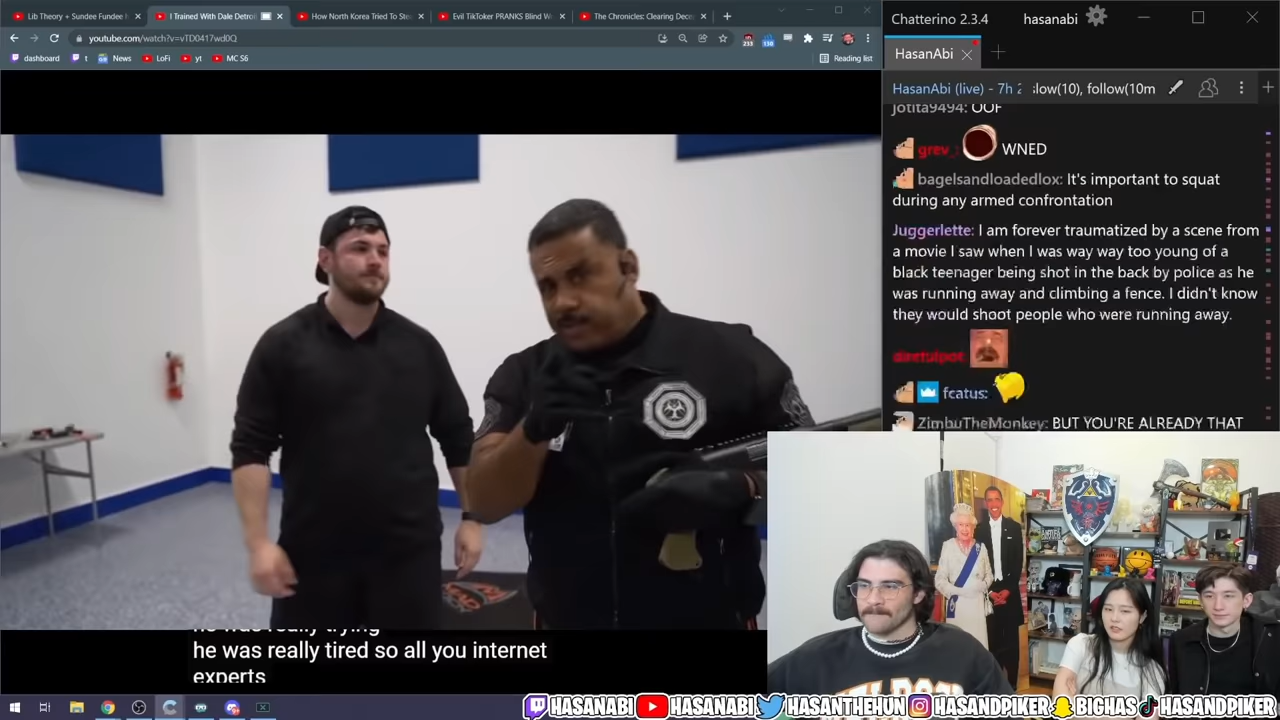 Lib Theory + Sundee Fundee
I Trained With Dale Detro
How North Korea Tried To Ste
Evil TikToker PRANKS Blind W
The Chronicles: Clearing Dece
youtube.com/watch?v=vTD0417wd0Q
dashboard
t
News
LoFi
yt
MC S6
Reading list
he was really trying
he was really tired so all you internet
experts
Chatterino 2.3.4
hasanabi
HasanAbi
HasanAbi (live) - 7h
slow(10), follow(10m
jotita9494: OOF
grev_: WNED
bagelsandloadedlox: It's important to squat
during any armed confrontation
Juggerlette: I am forever traumatized by a scene from
a movie I saw when I was way way too young of a
black teenager being shot in the back by police as he
was running away and climbing a fence. I didn't know
they would shoot people who were running away.
fcatus:
ZimbuTheMonkey: BUT YOU'RE ALREADY THAT
HASANABI
HASANABI
HASANTHEHUN
HASANDPIKER
BIGHAS
HASANDPIKER